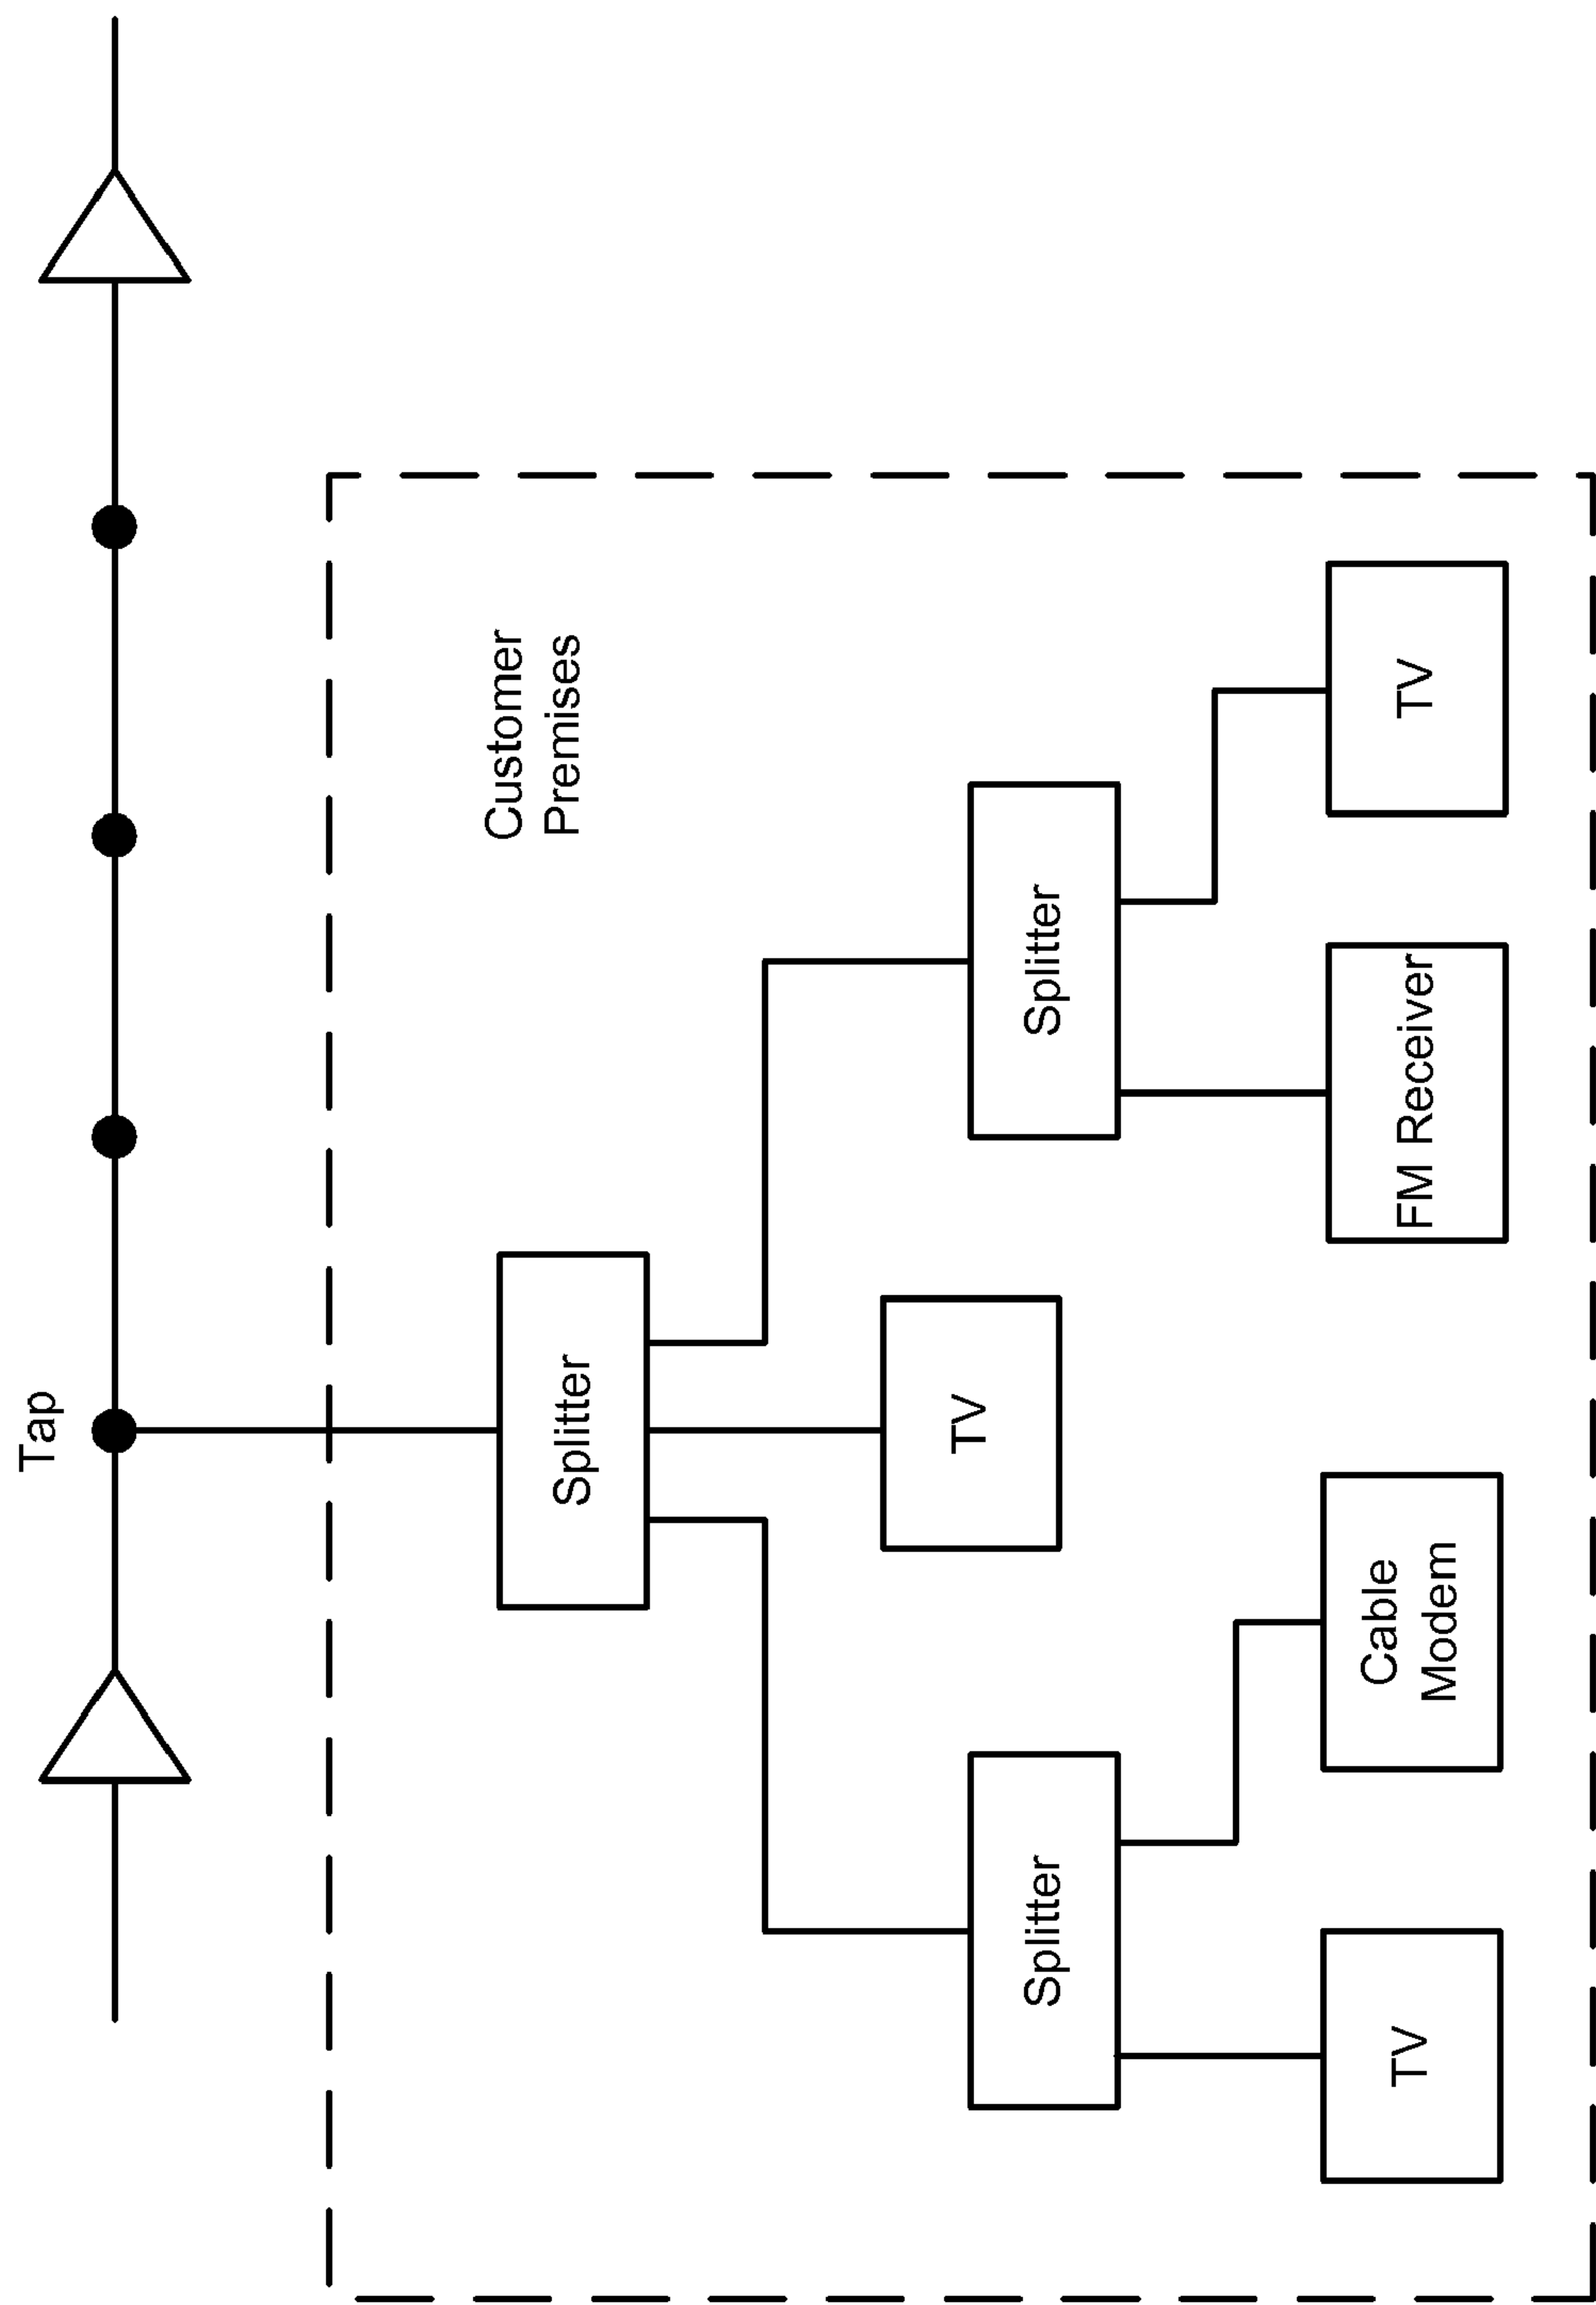 Tap
Customer
Premises
Splitter
TV
Splitter
Splitter
TV
Cable
Modem
FM Receiver
TV